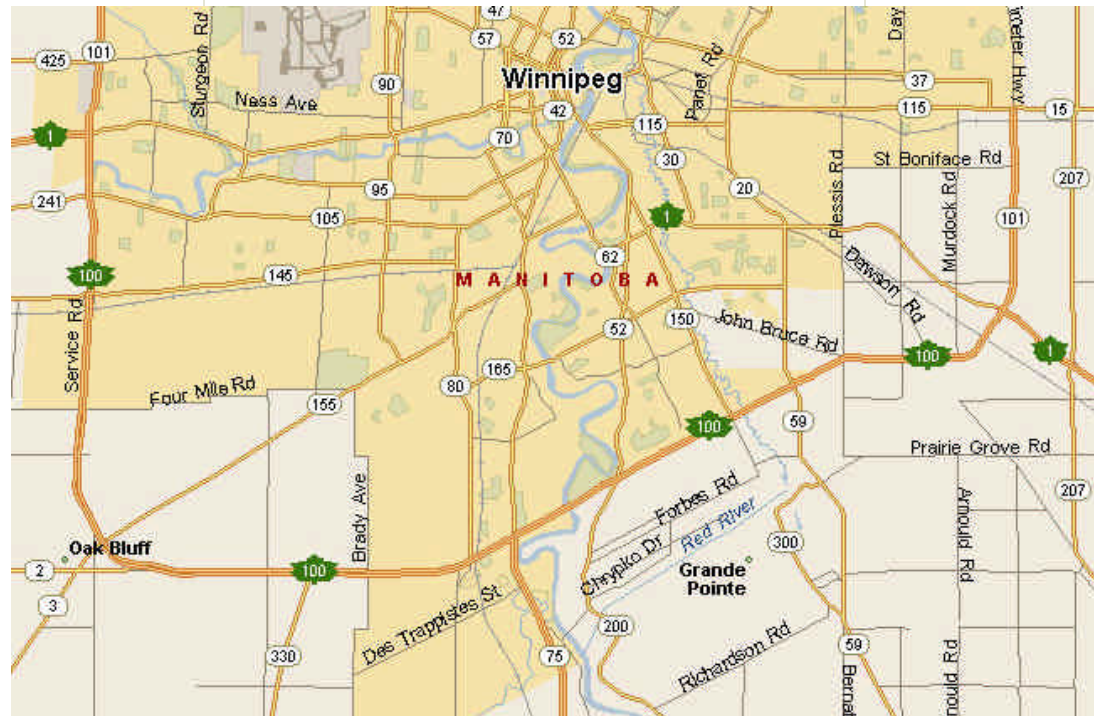 47
52
Sturgeon Rd
101
425
57
Dav
imeter Hwy
90
Panet Rd
37
Winnipeg
Ness Ave
42
115
15
1
70
115
30
St Boniface Rd
20
95
207
241
105
1
Plessis Rd
Murdock Rd
101
62
100
145
MANITOBA
Dawson Rd
Service Rd
52
150
John Bruce Rd
100
1
165
80
Four Mile Rd
155
59
100
Prairie Grove Rd
Brady Ave
Forbes Rd
207
Arnould Rd
Red River
Oak Bluff
Chrypko Dr
300
2
100
Grande
Pointe
3
Des Trappistes St
200
330
75
Richardson Rd
59
Bernat
nould Rd